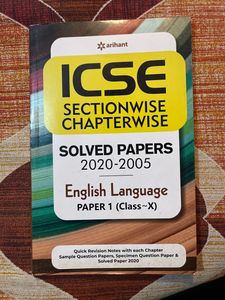 arihant
ICSE
SECTIONWISE
CHAPTERWISE
SOLVED PAPERS
2020-2005
English Language
PAPER 1 (Class~X)
Quick Revision Notes with each Chapter
Sample Question Papers, Specimen Question Paper &
Solved Paper 2020